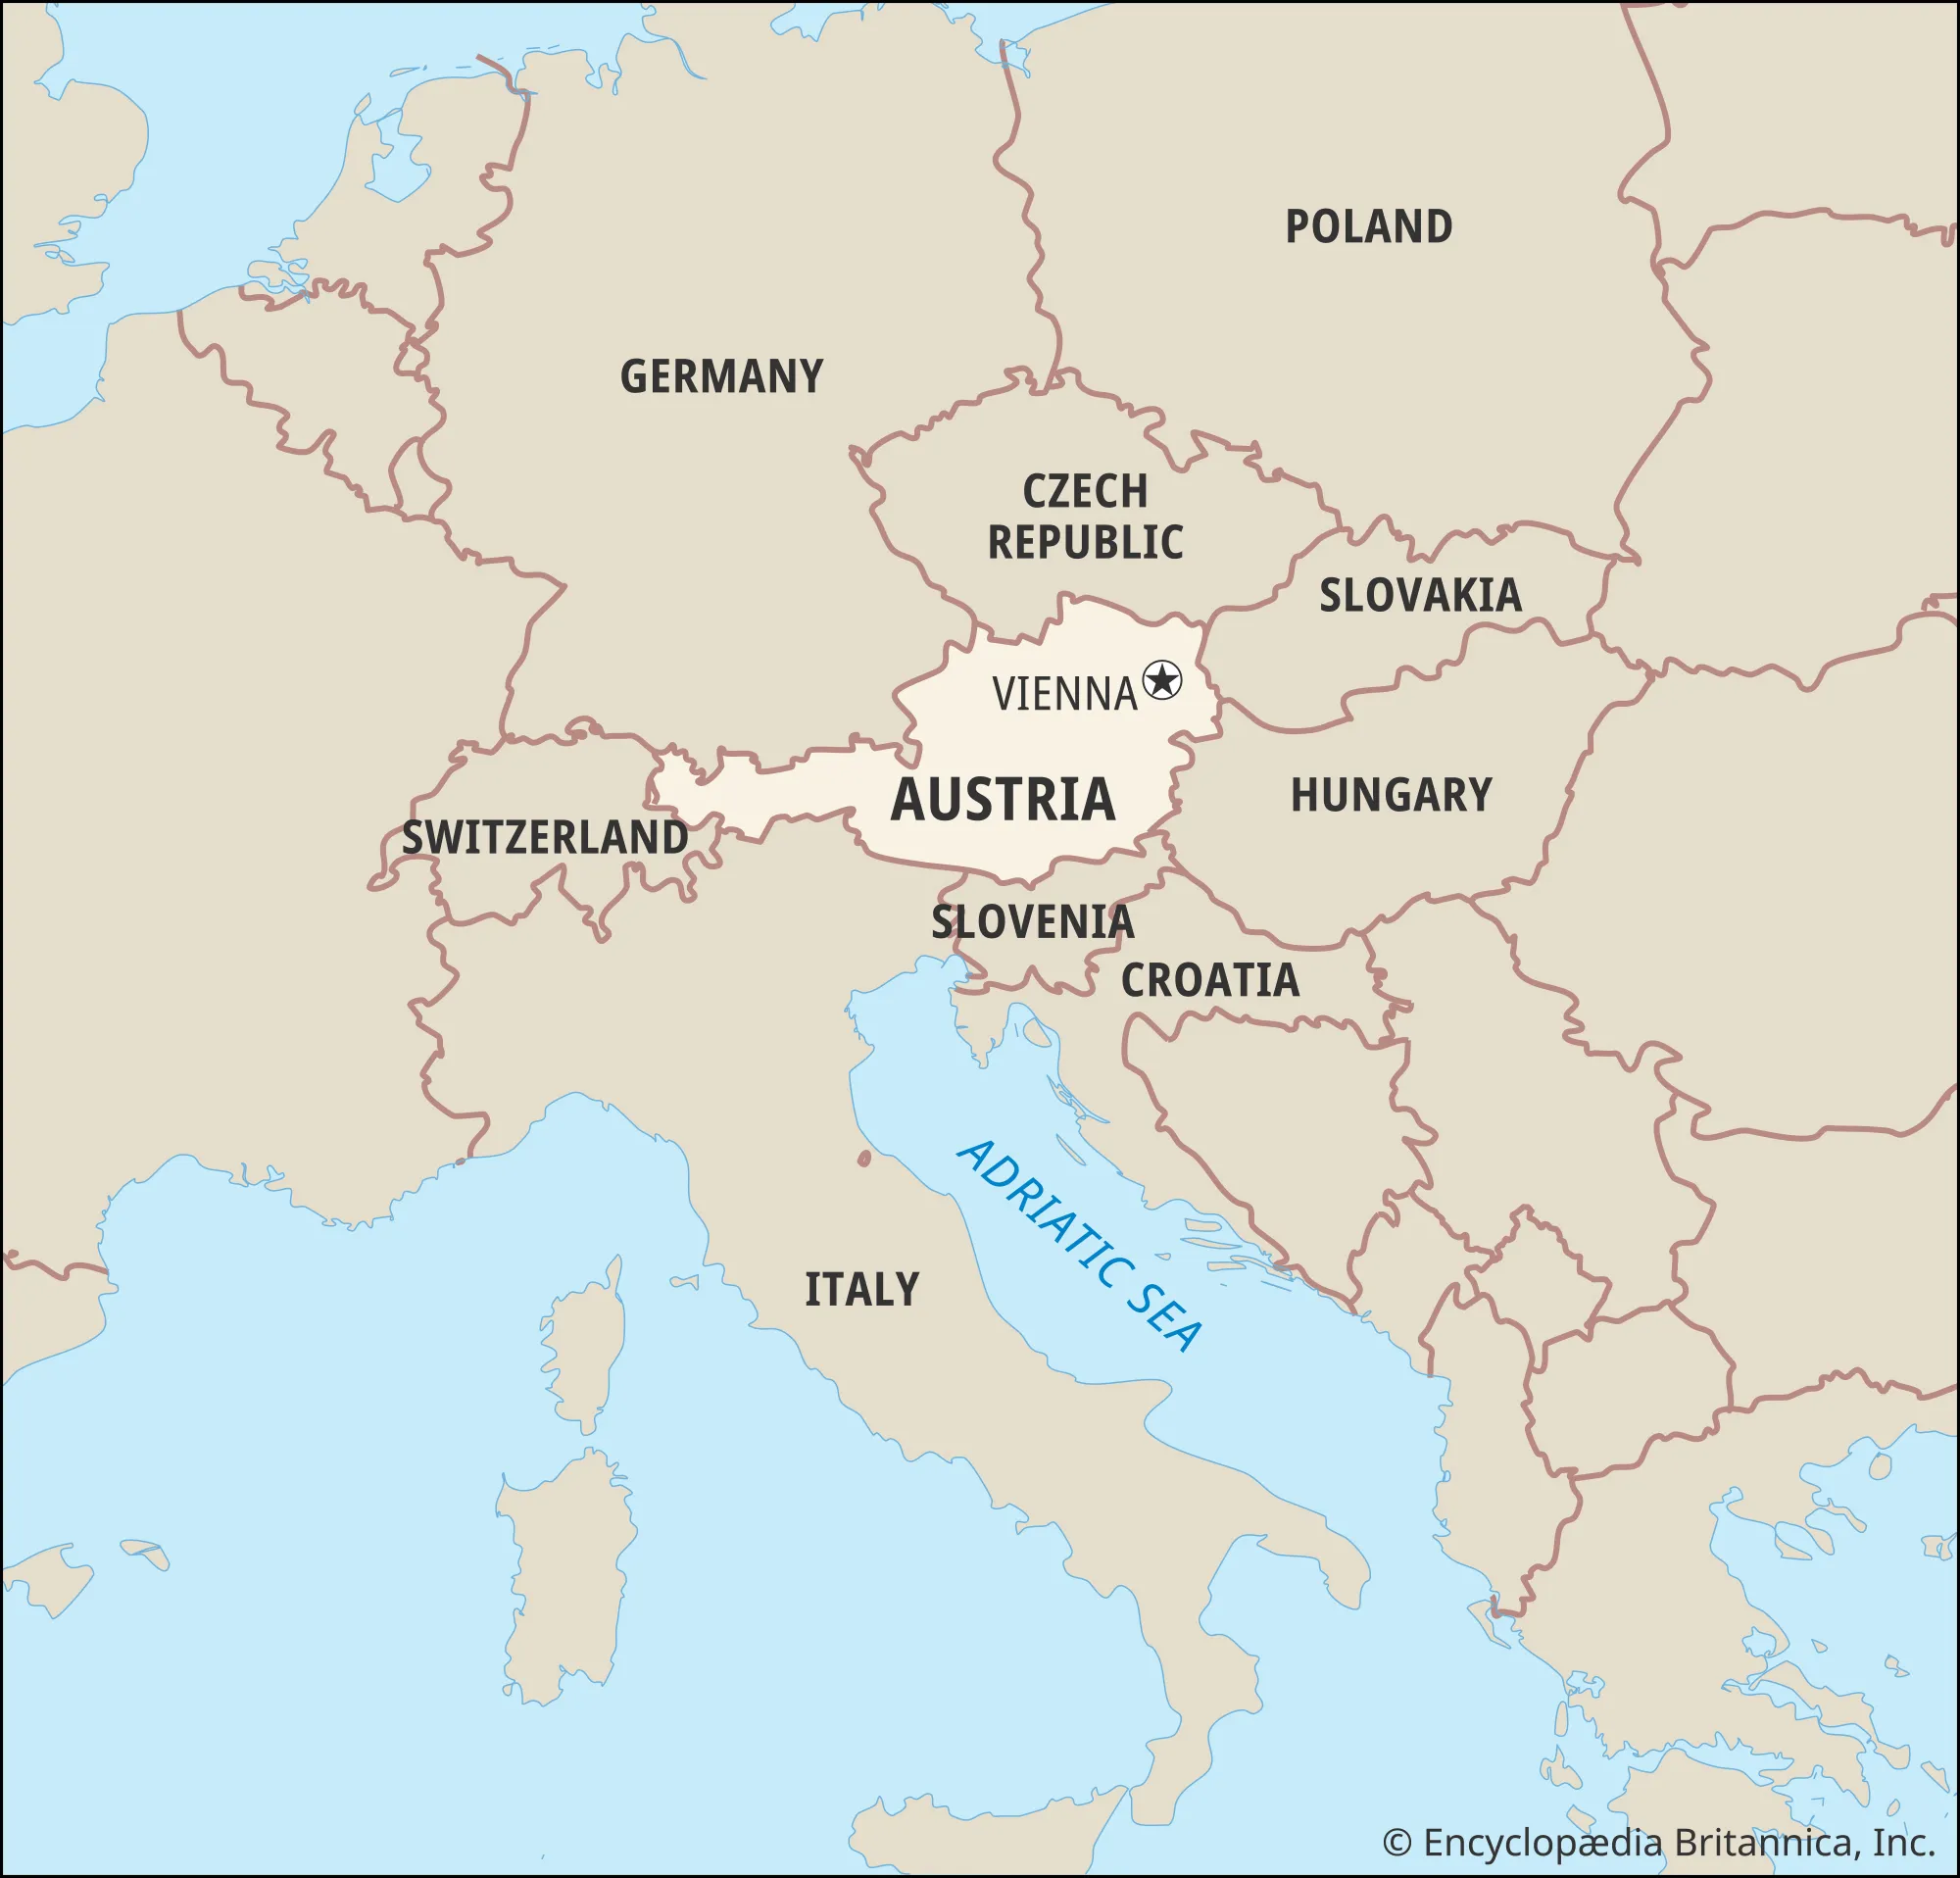 POLAND
GERMANY
CZECH
REPUBLIC
SLOVAKIA
VIENNA
AUSTRIA
HUNGARY
SWITZERLAND
SLOVENIA
CROATIA
ADRIATIC SEA
ITALY
© Encyclopædia Britannica, Inc.